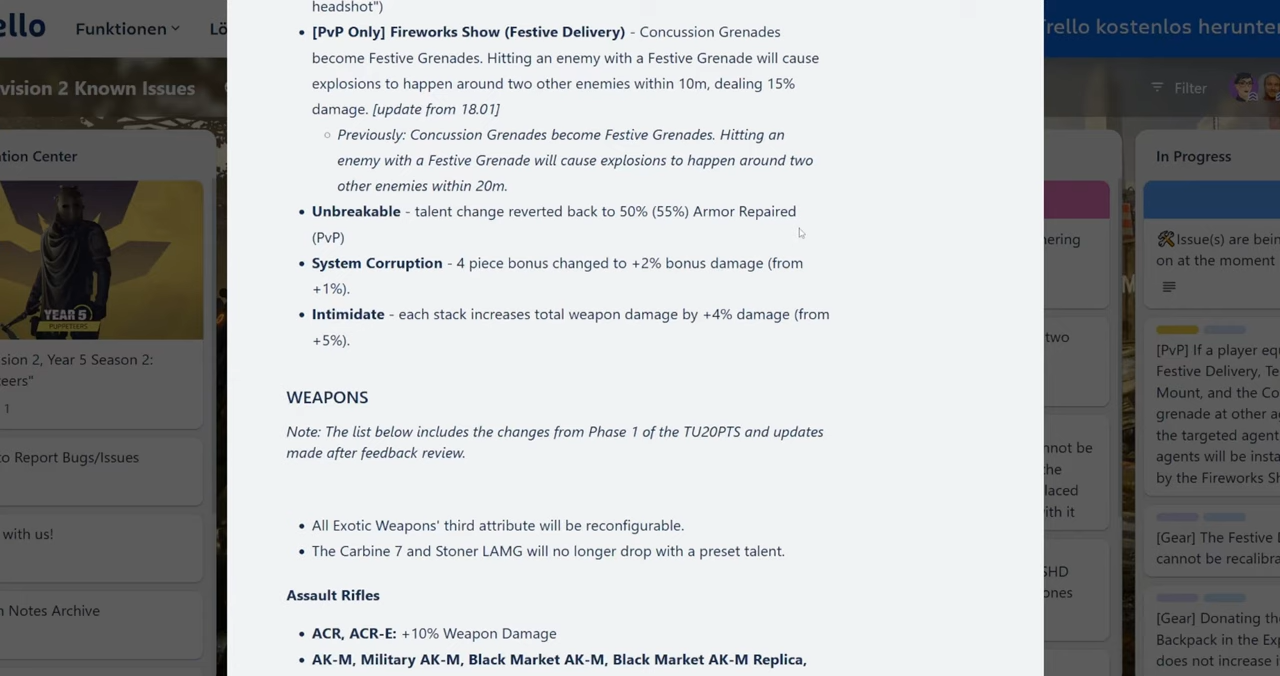 ello
Funktionen
Lö
Trello kostenlos herunter
vision 2 Known Issues
Filter
headshot")
• [PvP Only] Fireworks Show (Festive Delivery) - Concussion Grenades
become Festive Grenades. Hitting an enemy with a Festive Grenade will cause
explosions to happen around two other enemies within 10m, dealing 15%
damage. [update from 18.01]
○ Previously: Concussion Grenades become Festive Grenades. Hitting an
enemy with a Festive Grenade will cause explosions to happen around two
other enemies within 20m.
• Unbreakable - talent change reverted back to 50% (55%) Armor Repaired
(PvP)
• System Corruption - 4 piece bonus changed to +2% bonus damage (from
+1%).
• Intimidate - each stack increases total weapon damage by +4% damage (from
+5%).
WEAPONS
Note: The list below includes the changes from Phase 1 of the TU20PTS and updates
made after feedback review.
• All Exotic Weapons' third attribute will be reconfigurable.
• The Carbine 7 and Stoner LAMG will no longer drop with a preset talent.
Assault Rifles
• ACR, ACR-E: +10% Weapon Damage
• AK-M, Military AK-M, Black Market AK-M, Black Market AK-M Replica,
tion Center
YEAR 5
PUPPETEERS
ision 2, Year 5 Season 2:
teers"
1
to Report Bugs/Issues
with us!
n Notes Archive
hering
two
nnot be
the
laced
ith it
SHD
ones
In Progress
🛠Issue(s) are bein
on at the moment
[PvP] If a player equ
Festive Delivery, Te
Mount, and the Co
grenade at other a
the targeted agent
agents will be insta
by the Fireworks Sh
[Gear] The Festive D
cannot be recalibra
[Gear] Donating the
Backpack in the Exp
does not increase i